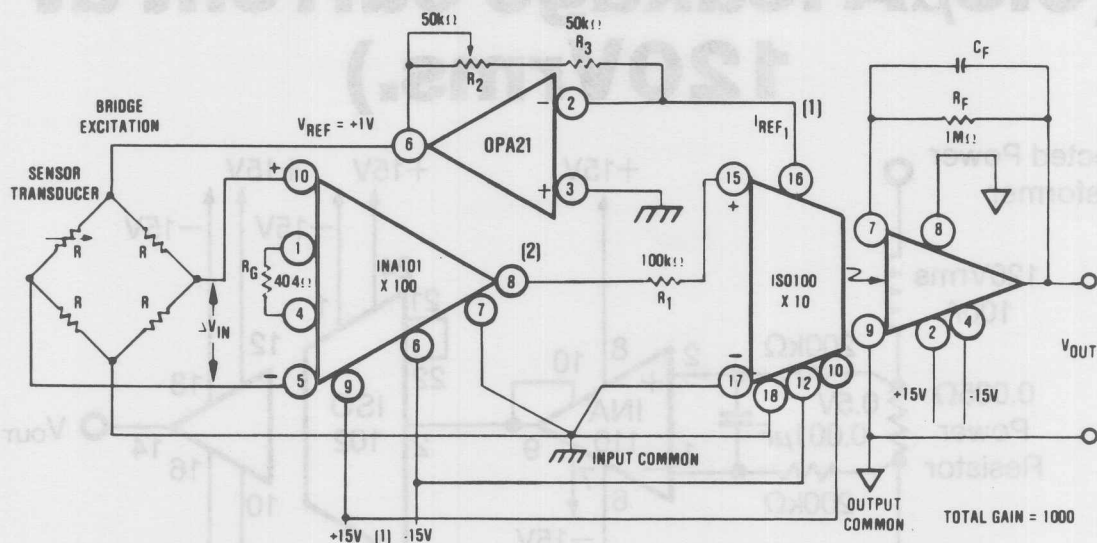 50kΩ
50kΩ
R3
R2
CF
RF
1MΩ
BRIDGE
EXCITATION
VREF = +1V
6
OPA21
2
−
3
+
IREF1
(1)
SENSOR
TRANSDUCER
+
10
15
+
16
R
R
R
R
1
RG
404Ω
4
INA101
X 100
(2)
8
7
6
9
100kΩ
R1
ISO100
X 10
7
8
9
2
4
VIN
−
5
−
17
18
12
10
+15V
-15V
VOUT
INPUT COMMON
OUTPUT
COMMON
TOTAL GAIN = 1000
+15V (1) -15V